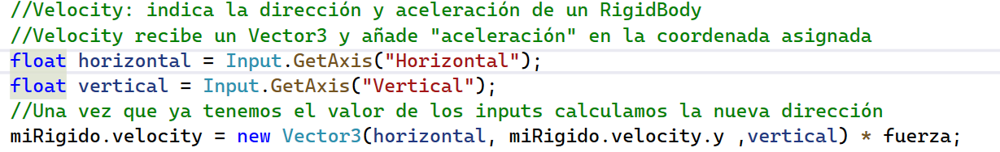 //Velocity: indica la dirección y aceleración de un RigidBody
//Velocity recibe un Vector3 y añade "aceleración" en la coordenada asignada
float horizontal = Input.GetAxis("Horizontal");
float vertical = Input.GetAxis("Vertical");
//Una vez que ya tenemos el valor de los inputs calculamos la nueva dirección
miRigido.velocity = new Vector3(horizontal, miRigido.velocity.y ,vertical) * fuerza;